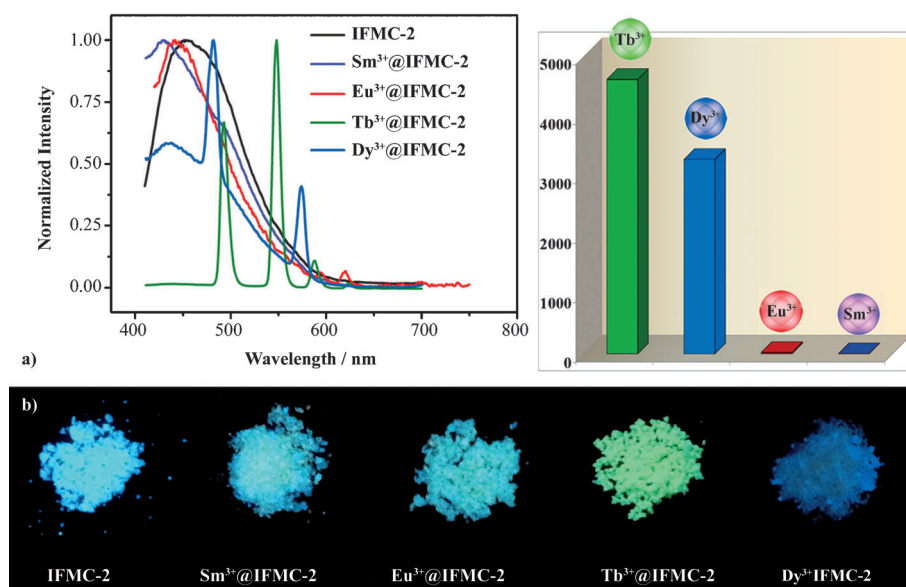 1.00
0.75
0.50
0.25
0.00
Normalized Intensity
400 500 600 700 800
Wavelength / nm
IFMC-2
Sm³⁺@IFMC-2
Eu³⁺@IFMC-2
Tb³⁺@IFMC-2
Dy³⁺@IFMC-2
a)
5000
4000
3000
2000
1000
0
Tb³⁺
Dy³⁺
Eu³⁺
Sm³⁺
b)
IFMC-2 Sm³⁺@IFMC-2 Eu³⁺@IFMC-2 Tb³⁺@IFMC-2 Dy³⁺IFMC-2